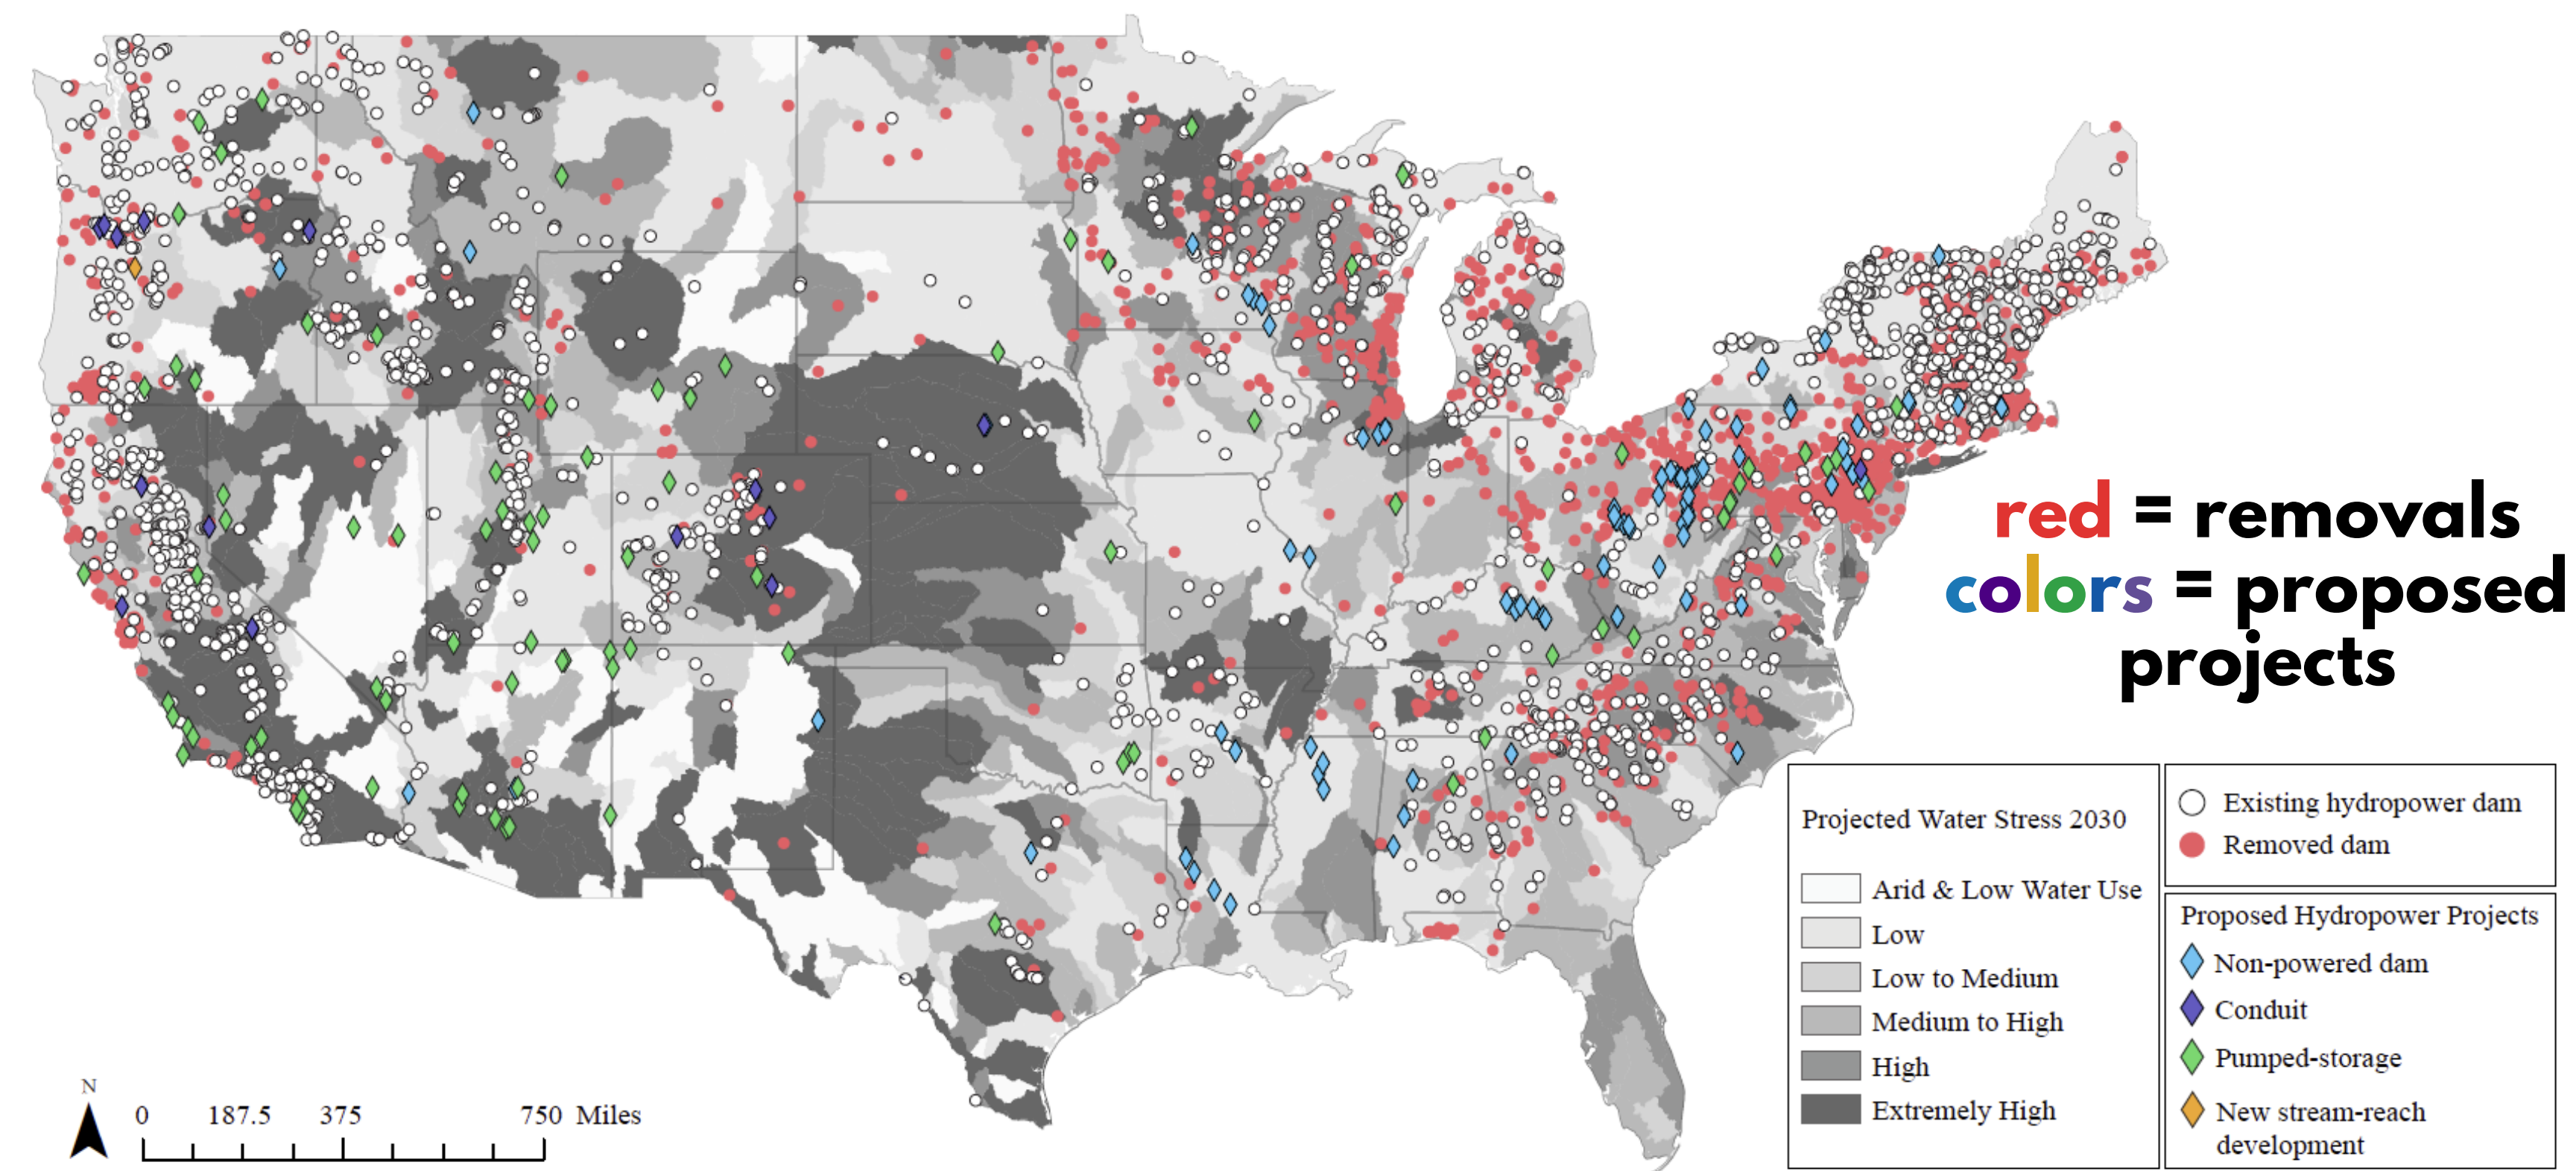 red = removals
colors = proposed
projects
Projected Water Stress 2030
Arid & Low Water Use
Low
Low to Medium
Medium to High
High
Extremely High
Existing hydropower dam
Removed dam
Proposed Hydropower Projects
Non-powered dam
Conduit
Pumped-storage
New stream-reach
development
N
0 187.5 375 750 Miles